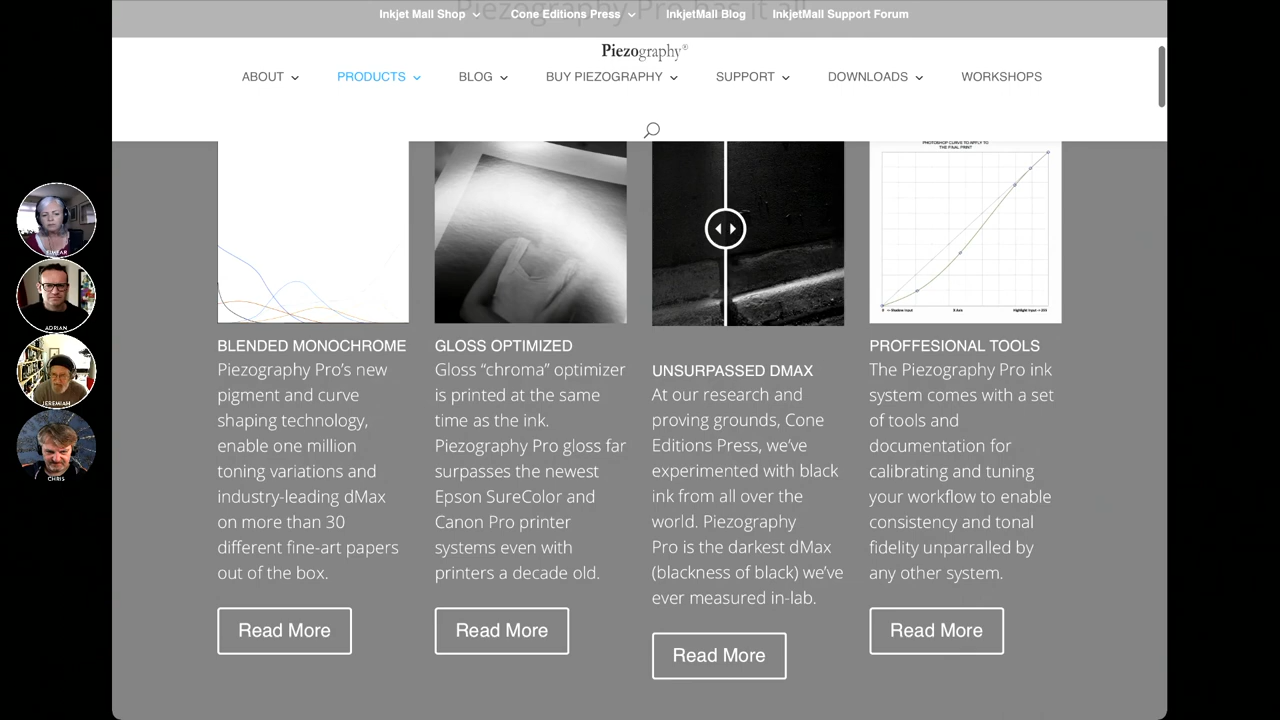 Piezography Pro has it all
Inkjet Mall Shop
Cone Editions Press
InkjetMall Blog
InkjetMall Support Forum
Piezography®
ABOUT
PRODUCTS
BLOG
BUY PIEZOGRAPHY
SUPPORT
DOWNLOADS
WORKSHOPS
PHOTOSHOP CURVE TO APPLY TO
THE FINAL PRINT
BLENDED MONOCHROME
Piezography Pro’s new
pigment and curve
shaping technology,
enable one million
toning variations and
industry-leading dMax
on more than 30
different fine-art papers
out of the box.
Read More
GLOSS OPTIMIZED
Gloss “chroma” optimizer
is printed at the same
time as the ink.
Piezography Pro gloss far
surpasses the newest
Epson SureColor and
Canon Pro printer
systems even with
printers a decade old.
Read More
UNSURPASSED DMAX
At our research and
proving grounds, Cone
Editions Press, we’ve
experimented with black
ink from all over the
world. Piezography
Pro is the darkest dMax
(blackness of black) we’ve
ever measured in-lab.
Read More
PROFFESIONAL TOOLS
The Piezography Pro ink
system comes with a set
of tools and
documentation for
calibrating and tuning
your workflow to enable
consistency and tonal
fidelity unparralled by
any other system.
Read More
ADRIAN
JEREMIAH
CHRIS